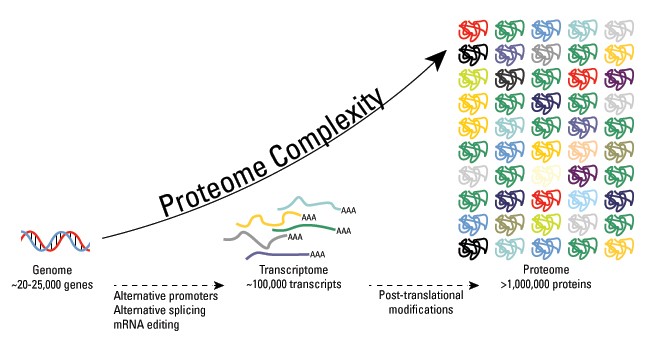 Proteome Complexity
AAA
AAA
AAA
AAA
AAA
Genome
~20-25,000 genes
Alternative promoters
Alternative splicing
mRNA editing
Transcriptome
~100,000 transcripts
Post-translational
modifications
Proteome
>1,000,000 proteins